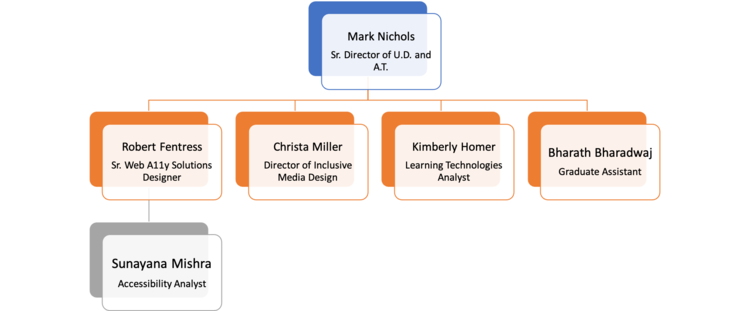 Mark Nichols
Sr. Director of U.D. and
A.T.
Robert Fentress
Sr. Web A11y Solutions
Designer
Christa Miller
Director of Inclusive
Media Design
Kimberly Homer
Learning Technologies
Analyst
Bharath Bharadwaj
Graduate Assistant
Sunayana Mishra
Accessibility Analyst